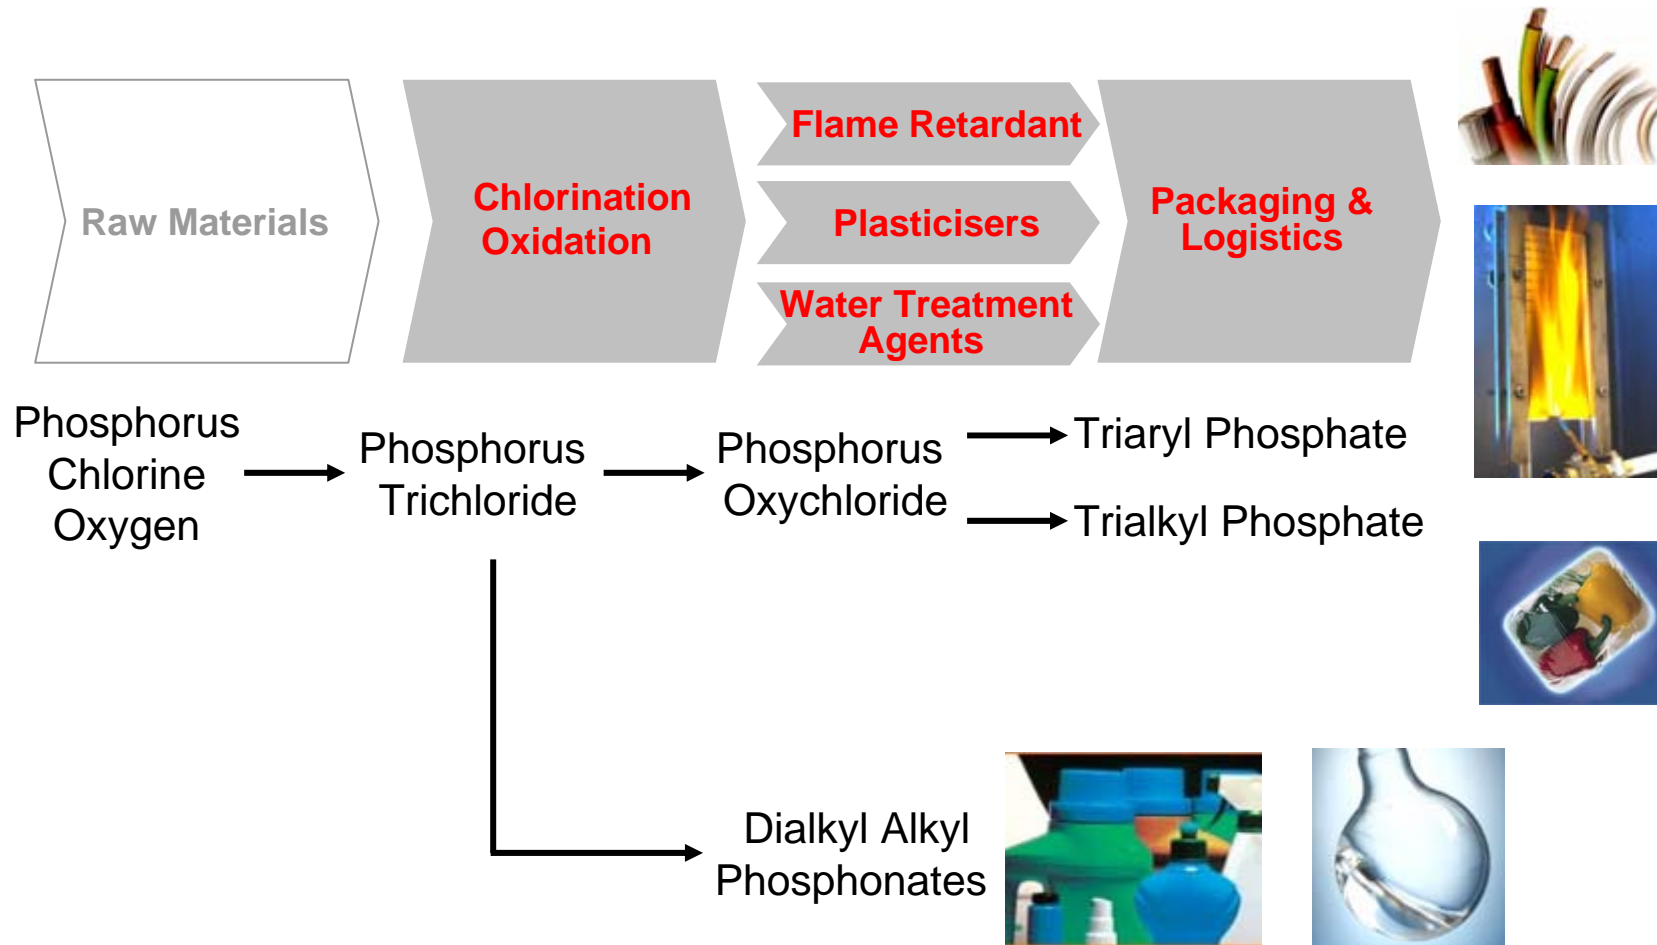 Raw Materials
Chlorination
Oxidation
Flame Retardant
Plasticisers
Water Treatment
Agents
Packaging &
Logistics
Phosphorus
Chlorine
Oxygen
Phosphorus
Trichloride
Phosphorus
Oxychloride
Triaryl Phosphate
Trialkyl Phosphate
Dialkyl Alkyl
Phosphonates